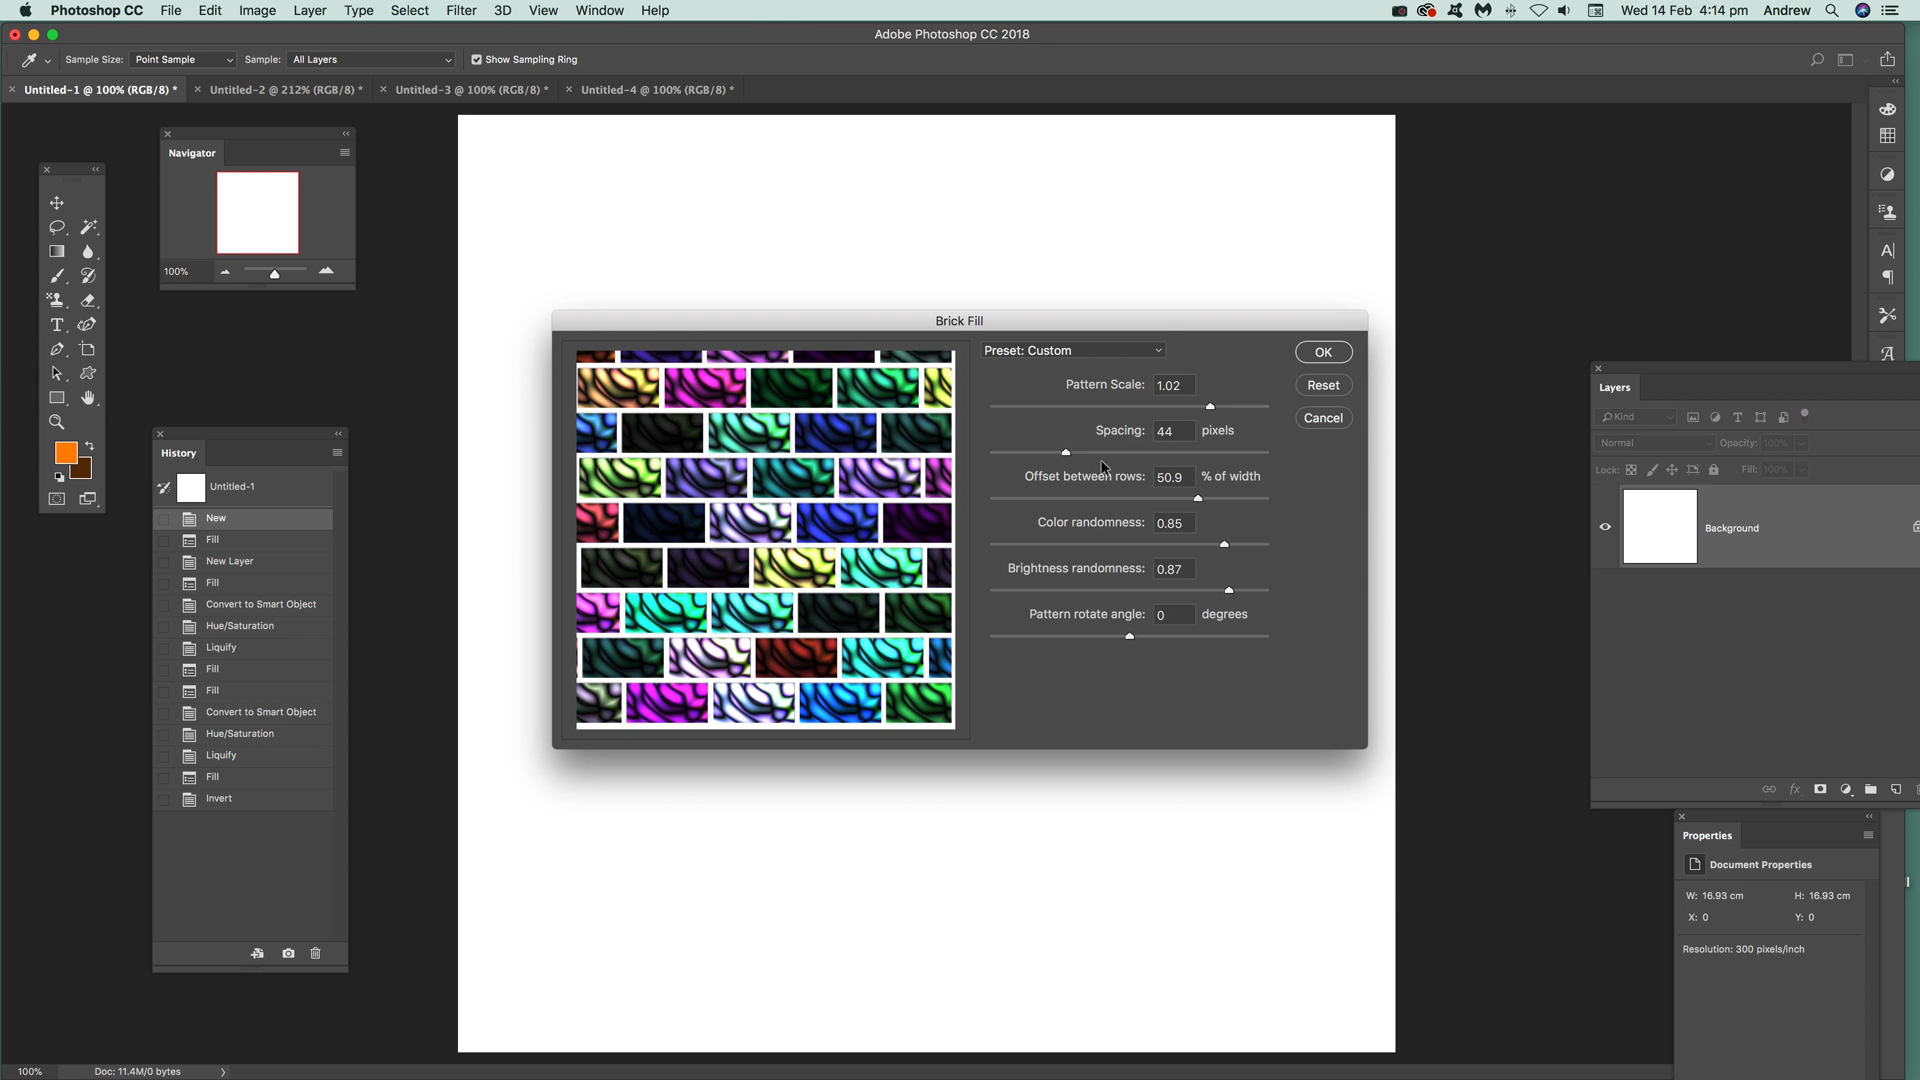 Photoshop CC File Edit Image Layer Type Select Filter 3D View Window Help Wed 14 Feb 4:14 pm Andrew
Adobe Photoshop CC 2018
Sample Size: Point Sample Sample: All Layers Show Sampling Ring
Untitled-1 @ 100% (RGB/8) * Untitled-2 @ 212% (RGB/8) * Untitled-3 @ 100% (RGB/8) * Untitled-4 @ 100% (RGB/8) *
Navigator
100%
History
Untitled-1
New
Fill
New Layer
Fill
Convert to Smart Object
Hue/Saturation
Liquify
Fill
Fill
Convert to Smart Object
Hue/Saturation
Liquify
Fill
Invert
Brick Fill
Preset: Custom
OK
Pattern Scale: 1.02
Reset
Spacing: 44 pixels
Cancel
Offset between rows: 50.9 % of width
Color randomness: 0.85
Brightness randomness: 0.87
Pattern rotate angle: 0 degrees
Layers
Kind
Normal Opacity: 100%
Lock: Fill: 100%
Background
Properties
Document Properties
W: 16.93 cm H: 16.93 cm
X: 0 Y: 0
Resolution: 300 pixels/inch
100% Doc: 11.4M/0 bytes